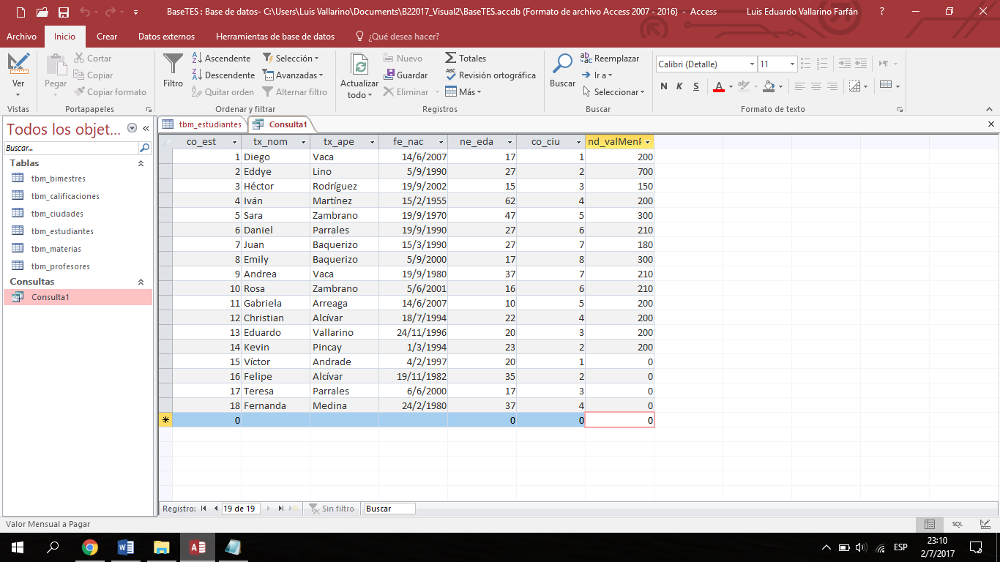 BaseTES : Base de datos- C:\Users\Luis Vallarino\Documents\B22017_Visual2\BaseTES.accdb (Formato de archivo Access 2007 - 2016) - Access Luis Eduardo Vallarino Farfán ?
Archivo Inicio Crear Datos externos Herramientas de base de datos ¿Qué desea hacer?
Ver
Pegar
Cortar
Copiar
Copiar formato
Filtro
Ascendente
Descendente
Quitar orden
Selección
Avanzadas
Alternar filtro
Actualizar
todo
Nuevo
Guardar
Eliminar
Totales
Revisión ortográfica
Más
Buscar
Reemplazar
Ir a
Seleccionar
Calibri (Detalle) 11
N K S A
Vistas Portapapeles Ordenar y filtrar Registros Buscar Formato de texto
Todos los objet... «
Buscar...
Tablas
tbm_bimestres
tbm_calificaciones
tbm_ciudades
tbm_estudiantes
tbm_materias
tbm_profesores
Consultas
Consulta1
tbm_estudiantes Consulta1
co_est tx_nom tx_ape fe_nac ne_eda co_ciu nd_valMenP
1 Diego Vaca 14/6/2007 17 1 200
2 Eddye Lino 5/9/1990 27 2 700
3 Héctor Rodríguez 19/9/2002 15 3 150
4 Iván Martínez 15/2/1955 62 4 200
5 Sara Zambrano 19/9/1970 47 5 300
6 Daniel Parrales 19/9/1990 27 6 210
7 Juan Baquerizo 15/3/1990 27 7 180
8 Emily Baquerizo 5/9/2000 17 8 300
9 Andrea Vaca 19/9/1980 37 7 210
10 Rosa Zambrano 5/6/2001 16 6 210
11 Gabriela Arreaga 14/6/2007 10 5 200
12 Christian Alcívar 18/7/1994 22 4 200
13 Eduardo Vallarino 24/11/1996 20 3 200
14 Kevin Pincay 1/3/1994 23 2 200
15 Víctor Andrade 4/2/1997 20 1 0
16 Felipe Alcívar 19/11/1982 35 2 0
17 Teresa Parrales 6/6/2000 17 3 0
18 Fernanda Medina 24/2/1980 37 4 0
* 0 0 0 0
Registro: 19 de 19 Sin filtro Buscar
Valor Mensual a Pagar SQL
ESP
23:10
2/7/2017